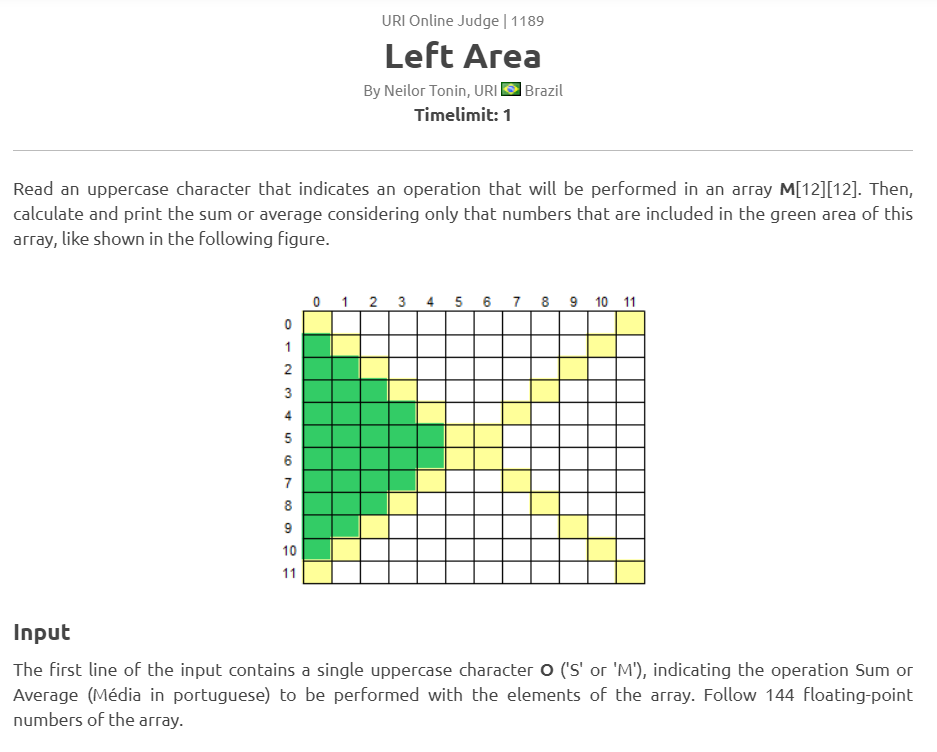 URI Online Judge | 1189
Left Area
By Neilor Tonin, URI Brazil
Timelimit: 1
Read an uppercase character that indicates an operation that will be performed in an array M[12][12]. Then,
calculate and print the sum or average considering only that numbers that are included in the green area of this
array, like shown in the following figure.
0 1 2 3 4 5 6 7 8 9 10 11
0
1
2
3
4
5
6
7
8
9
10
11
Input
The first line of the input contains a single uppercase character O ('S' or 'M'), indicating the operation Sum or
Average (Média in portuguese) to be performed with the elements of the array. Follow 144 floating-point
numbers of the array.